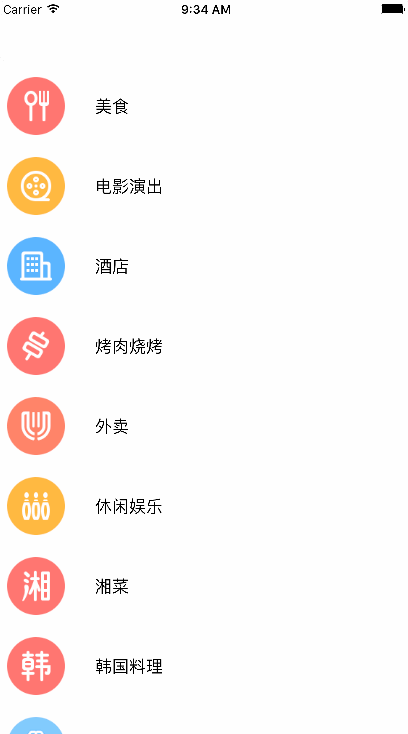 Carrier 9:34 AM
美食
电影演出
酒店
烤肉烧烤
外卖
休闲娱乐
湘 湘菜
韩 韩国料理